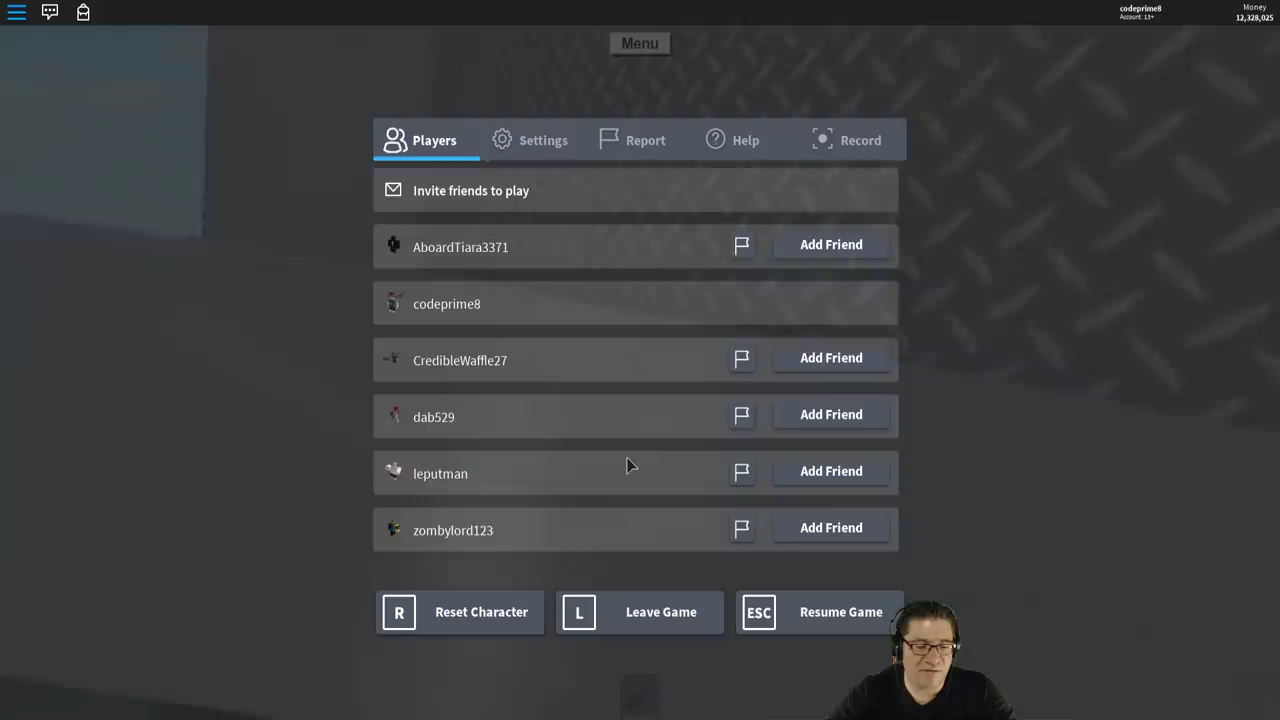 codeprime8
Account: 13+
Money
12,328,025
Menu
Players Settings Report Help Record
Invite friends to play
AboardTiara3371 Add Friend
codeprime8
CredibleWaffle27 Add Friend
dab529 Add Friend
leputman Add Friend
zombylord123 Add Friend
R Reset Character L Leave Game ESC Resume Game